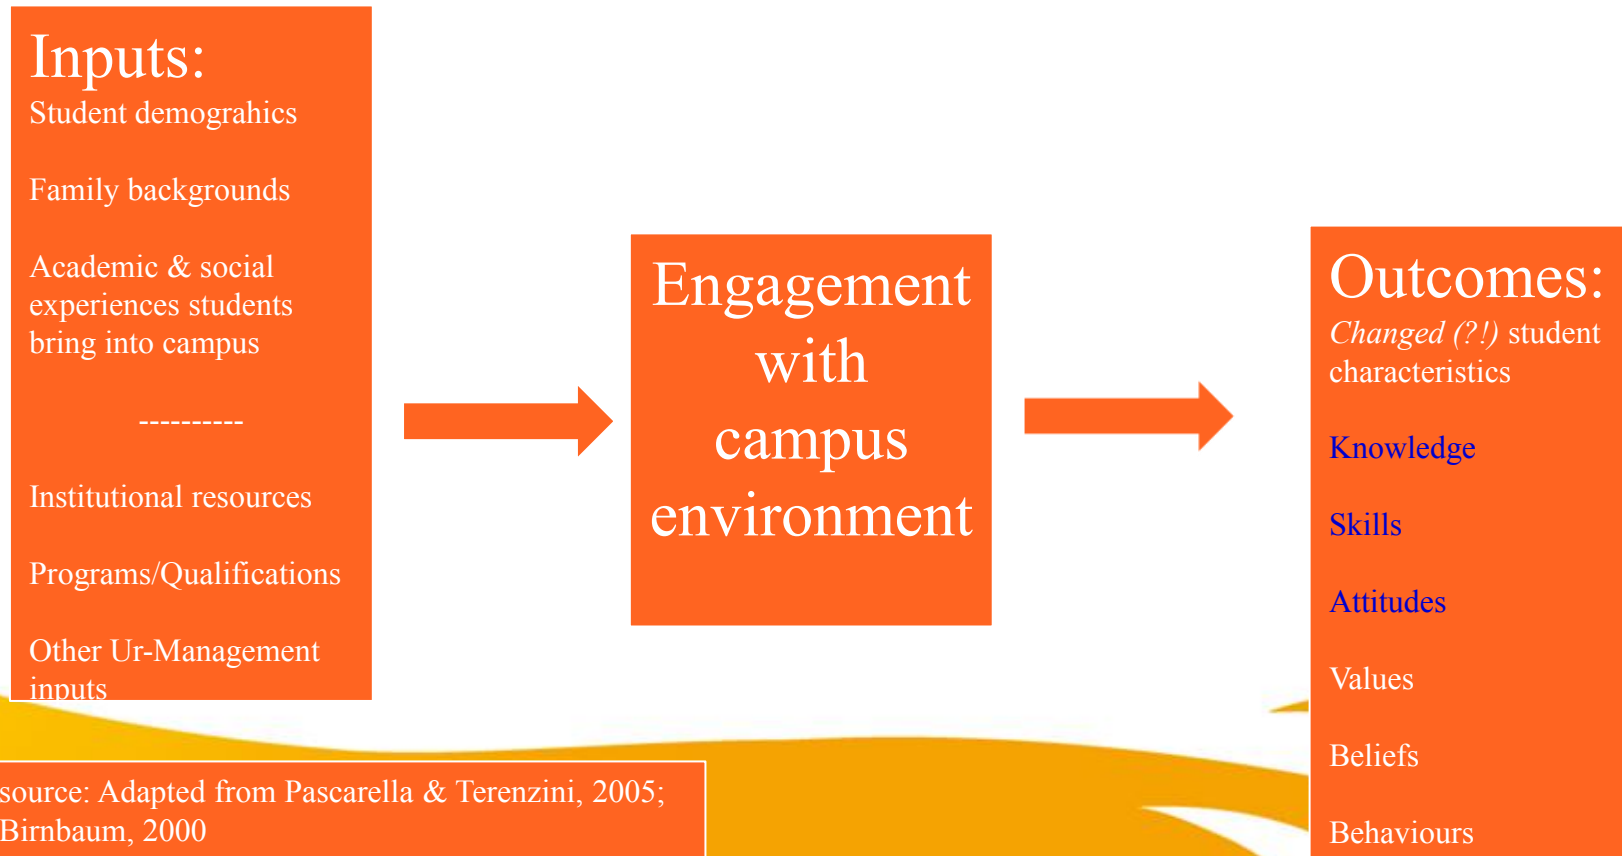 Inputs:
Student demograhics
Family backgrounds
Academic & social
experiences students
bring into campus
----------
Institutional resources
Programs/Qualifications
Other Ur-Management
inputs
Engagement
with
campus
environment
Outcomes:
Changed (?!) student
characteristics
Knowledge
Skills
Attitudes
Values
Beliefs
Behaviours
source: Adapted from Pascarella & Terenzini, 2005;
Birnbaum, 2000